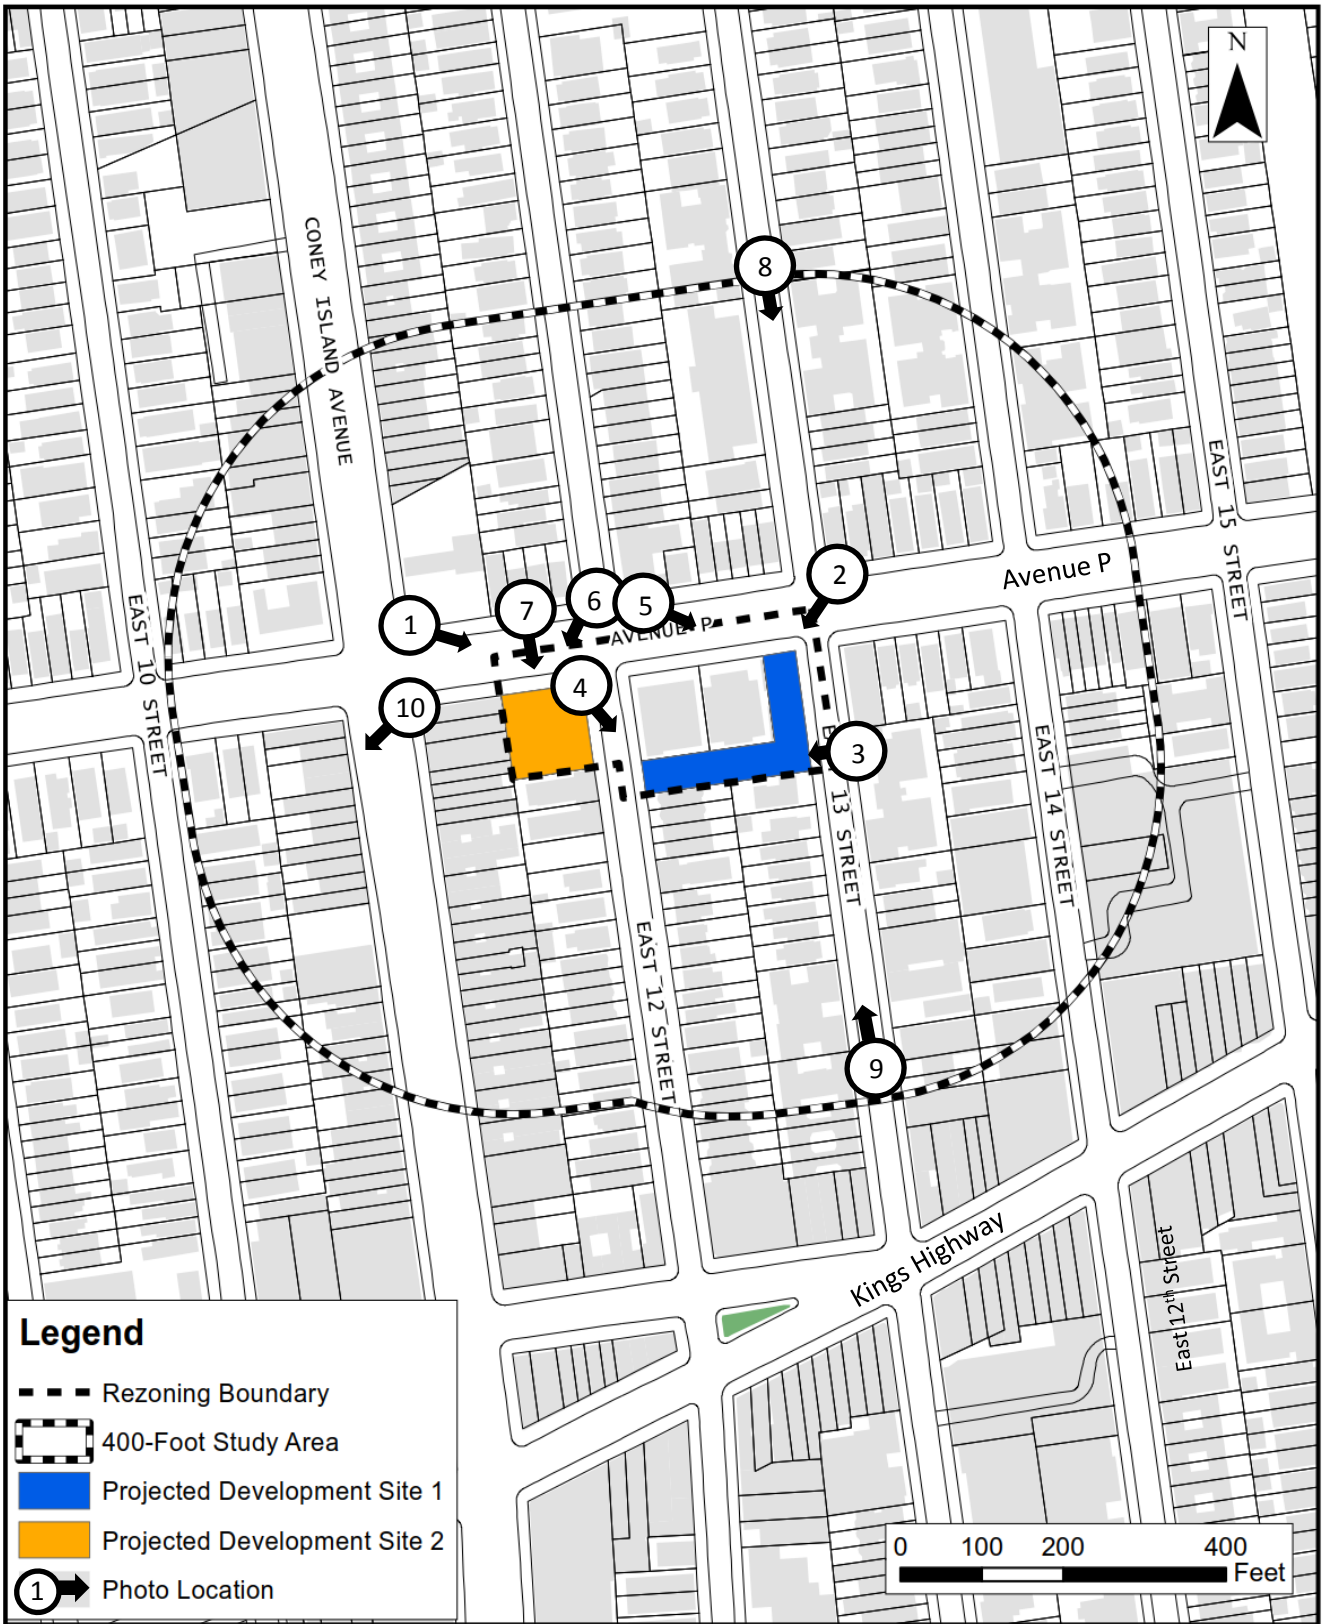 N
CONEY ISLAND AVENUE
8
EAST 15 STREET
Avenue P
2
7
6
5
1
AVENUE P
EAST 10 STREET
4
10
3
E
13 STREET
EAST 14 STREET
EAST 12 STREET
9
Kings Highway
East 12th Street
Legend
Rezoning Boundary
400-Foot Study Area
Projected Development Site 1
Projected Development Site 2
1 Photo Location
0 100 200 400
Feet